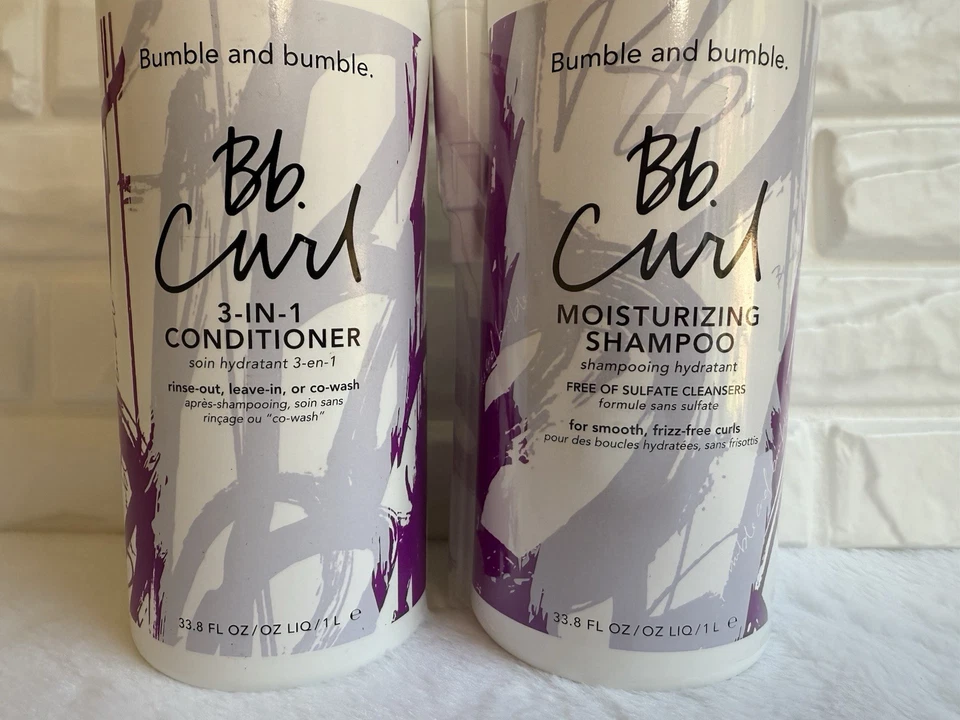 Bumble and bumble.
Bb.
Curl
3-IN-1
CONDITIONER
soin hydratant 3-en-1
rinse-out, leave-in, or co-wash
après-shampooing, soin sans
rinçage ou "co-wash"
33.8 FL OZ/OZ LIQ/1 L ℮
Bumble and bumble.
Bb.
Curl
MOISTURIZING
SHAMPOO
shampooing hydratant
FREE OF SULFATE CLEANSERS
formule sans sulfate
for smooth, frizz-free curls
pour des boucles hydratées, sans frisottis
33.8 FL OZ/OZ LIQ/1 L ℮